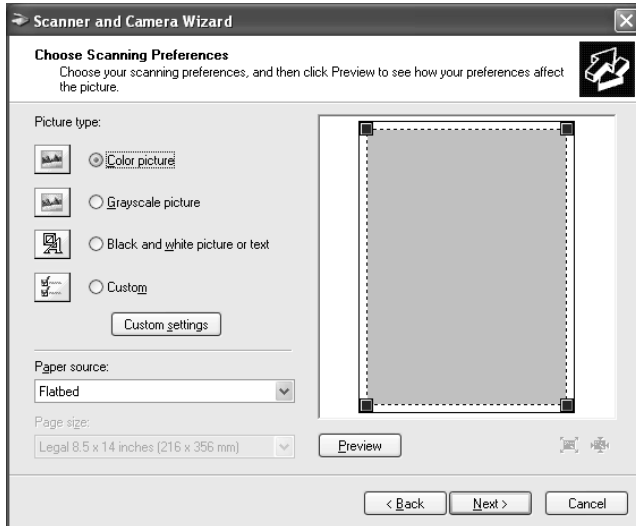 Scanner and Camera Wizard
Choose Scanning Preferences
Choose your scanning preferences, and then click Preview to see how your preferences affect
the picture.
Picture type:
Color picture
Grayscale picture
Black and white picture or text
Custom
Custom settings
Paper source:
Flatbed
Page size:
Legal 8.5 x 14 inches (216 x 356 mm)
Preview
< Back
Next >
Cancel